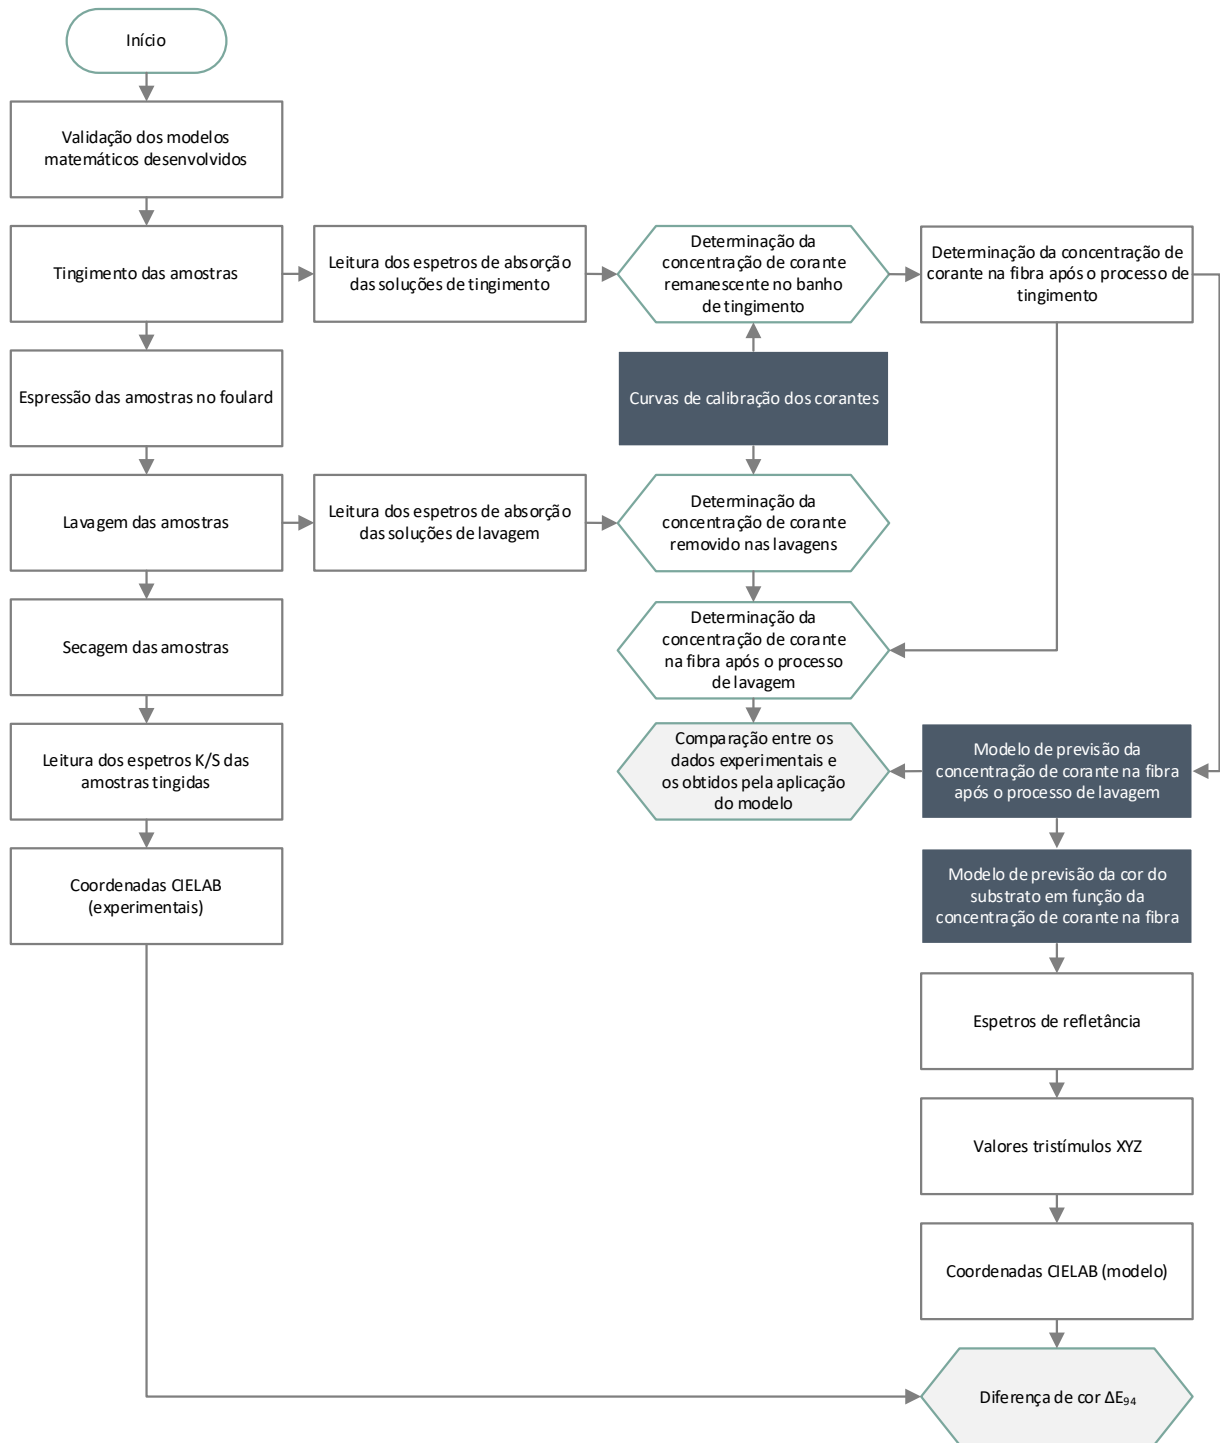 Início
Validação dos modelos
matemáticos desenvolvidos
Tingimento das amostras
Leitura dos espetros de absorção
das soluções de tingimento
Determinação da
concentração de corante
remanescente no banho
de tingimento
Determinação da concentração de
corante na fibra após o processo de
tingimento
Espressão das amostras no foulard
Curvas de calibração dos corantes
Lavagem das amostras
Leitura dos espetros de absorção
das soluções de lavagem
Determinação da
concentração de corante
removido nas lavagens
Secagem das amostras
Determinação da
concentração de corante
na fibra após o processo
de lavagem
Leitura dos espetros K/S das
amostras tingidas
Comparação entre os
dados experimentais e
os obtidos pela aplicação
do modelo
Modelo de previsão da
concentração de corante na fibra
após o processo de lavagem
Coordenadas CIELAB
(experimentais)
Modelo de previsão da cor do
substrato em função da
concentração de corante na fibra
Espetros de refletância
Valores tristímulos XYZ
Coordenadas CIELAB (modelo)
Diferença de cor ΔE₉₄